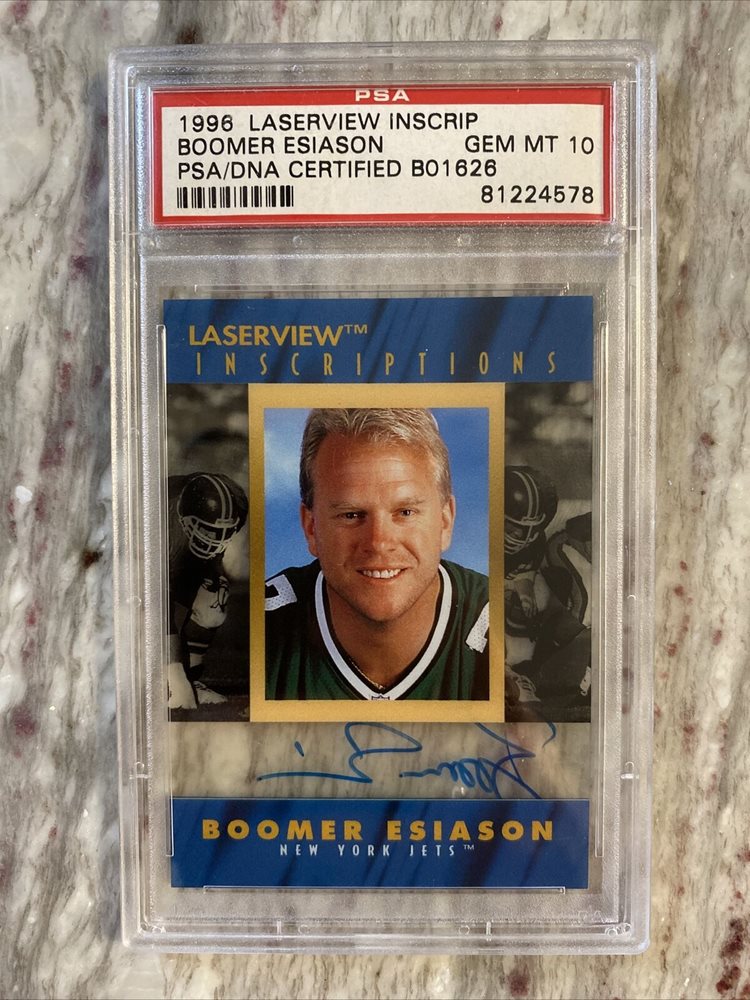 PSA
1996 LASERVIEW INSCRIP
BOOMER ESIASON GEM MT 10
PSA/DNA CERTIFIED B01626
81224578
LASERVIEW™
INSCRIPTIONS
BOOMER ESIASON
NEW YORK JETS™